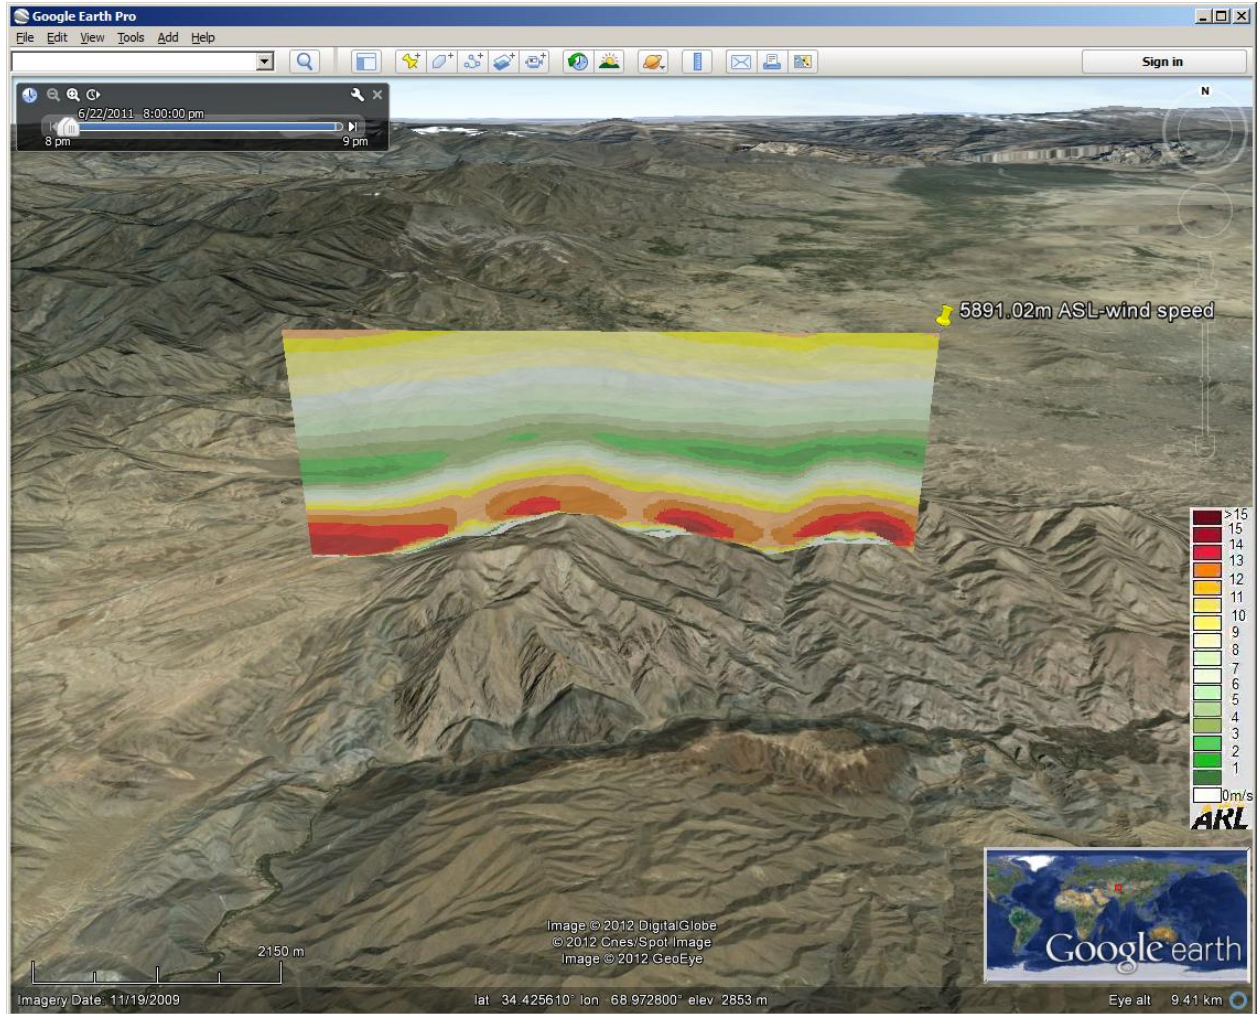 Google Earth Pro
File Edit View Tools Add Help
Sign in
6/22/2011 8:00:00 pm
8 pm 9 pm
N
5891.02m ASL-wind speed
>15
15
14
13
12
11
10
9
8
7
6
5
4
3
2
1
0m/s
ARL
Google earth
2150 m
Image © 2012 DigitalGlobe
© 2012 Cnes/Spot Image
Image © 2012 GeoEye
Imagery Date: 11/19/2009 lat 34.425610° lon 68.972800° elev 2853 m Eye alt 9.41 km